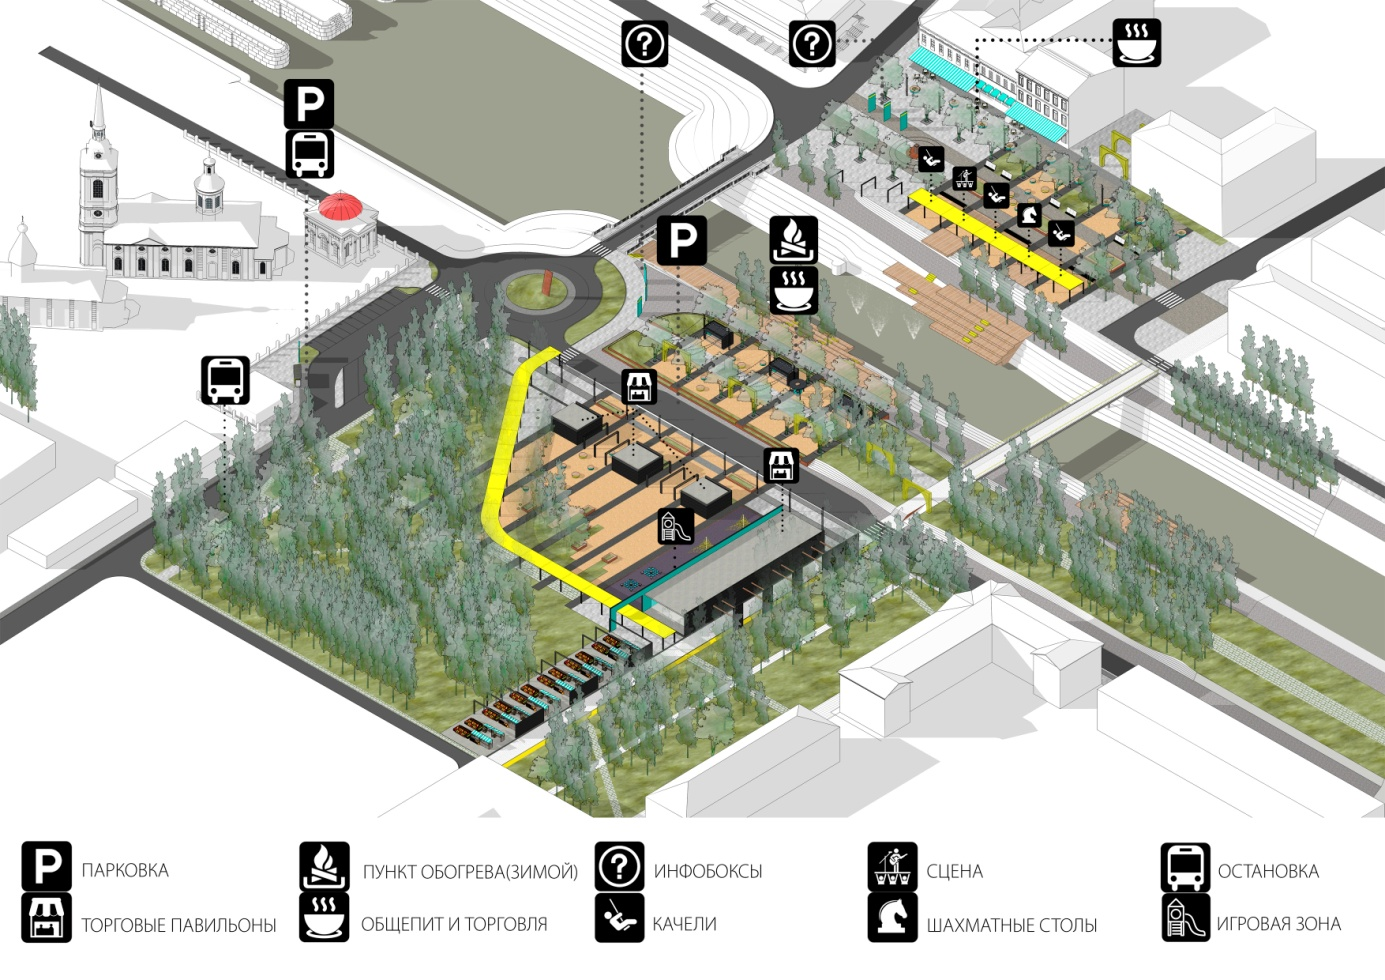 ?
?
P
P
P
ПАРКОВКА
ПУНКТ ОБОГРЕВА(ЗИМОЙ)
?
ИНФОБОКСЫ
СЦЕНА
ОСТАНОВКА
ТОРГОВЫЕ ПАВИЛЬОНЫ
ОБЩЕПИТ И ТОРГОВЛЯ
КАЧЕЛИ
ШАХМАТНЫЕ СТОЛЫ
ИГРОВАЯ ЗОНА